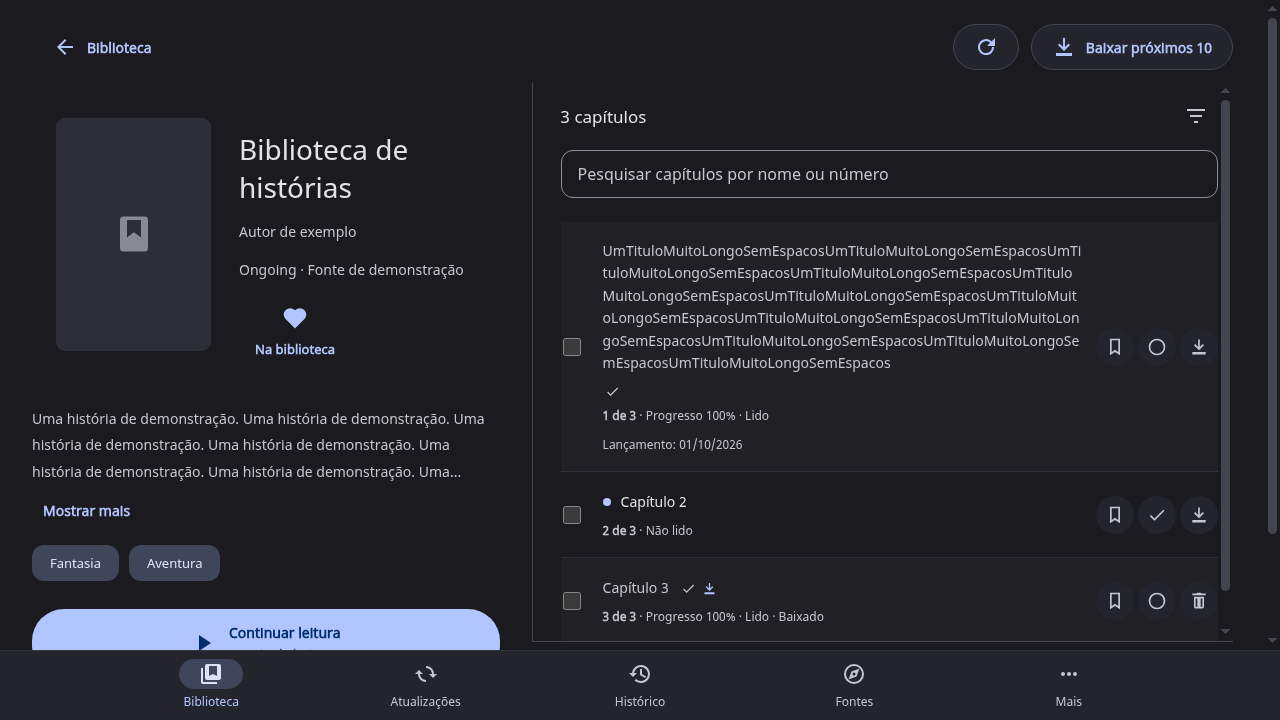 Biblioteca
Baixar próximos 10
Biblioteca de
histórias
Autor de exemplo
Ongoing · Fonte de demonstração
Na biblioteca
Uma história de demonstração. Uma história de demonstração. Uma
história de demonstração. Uma história de demonstração. Uma
história de demonstração. Uma história de demonstração. Uma...
Mostrar mais
Fantasia
Aventura
Continuar leitura
3 capítulos
Pesquisar capítulos por nome ou número
UmTituloMuitoLongoSemEspacosUmTituloMuitoLongoSemEspacosUmTi
tuloMuitoLongoSemEspacosUmTituloMuitoLongoSemEspacosUmTitulo
MuitoLongoSemEspacosUmTituloMuitoLongoSemEspacosUmTituloMuit
oLongoSemEspacosUmTituloMuitoLongoSemEspacosUmTituloMuitoLon
goSemEspacosUmTituloMuitoLongoSemEspacosUmTituloMuitoLongoSe
mEspacosUmTituloMuitoLongoSemEspacos
1 de 3 · Progresso 100% · Lido
Lançamento: 01/10/2026
Capítulo 2
2 de 3 · Não lido
Capítulo 3
3 de 3 · Progresso 100% · Lido · Baixado
Biblioteca
Atualizações
Histórico
Fontes
Mais